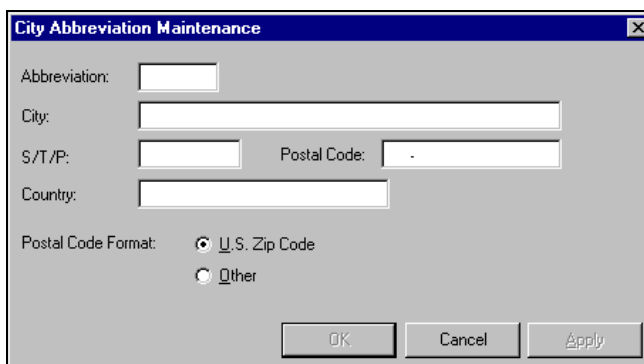 City Abbreviation Maintenance
Abbreviation:
City:
S/T/P: Postal Code: -
Country:
Postal Code Format: U.S. Zip Code
Other
OK Cancel Apply